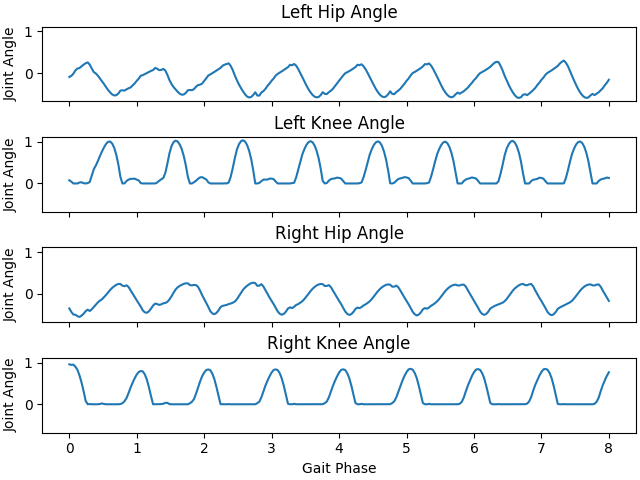 Left Hip Angle
Joint Angle
1
0
Left Knee Angle
Joint Angle
1
0
Right Hip Angle
Joint Angle
1
0
Right Knee Angle
Joint Angle
1
0
0 1 2 3 4 5 6 7 8
Gait Phase